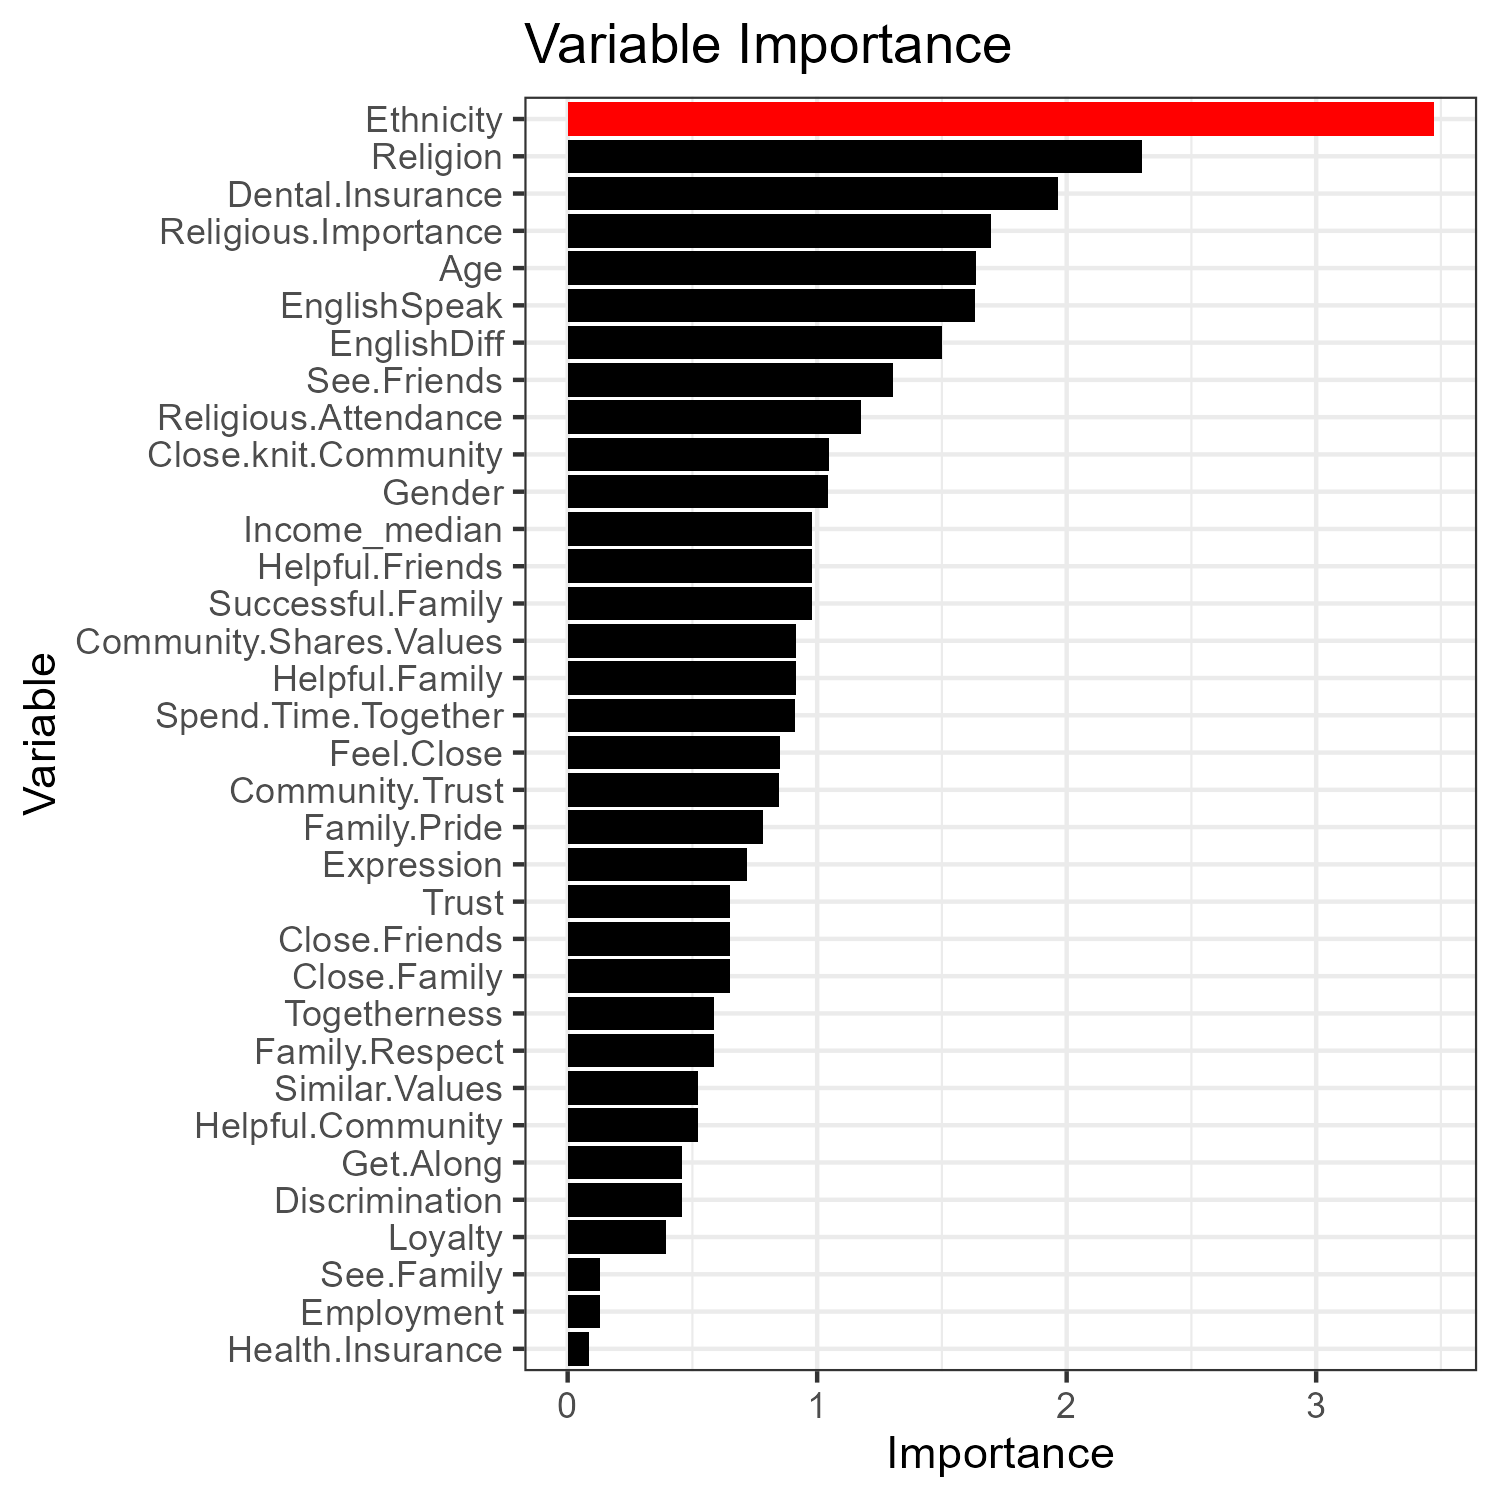 Variable Importance
Ethnicity
Religion
Dental.Insurance
Religious.Importance
Age
EnglishSpeak
EnglishDiff
See.Friends
Religious.Attendance
Close.knit.Community
Gender
Income_median
Helpful.Friends
Successful.Family
Community.Shares.Values
Helpful.Family
Spend.Time.Together
Feel.Close
Community.Trust
Family.Pride
Expression
Trust
Close.Friends
Close.Family
Togetherness
Family.Respect
Similar.Values
Helpful.Community
Get.Along
Discrimination
Loyalty
See.Family
Employment
Health.Insurance
Variable
0 1 2 3
Importance